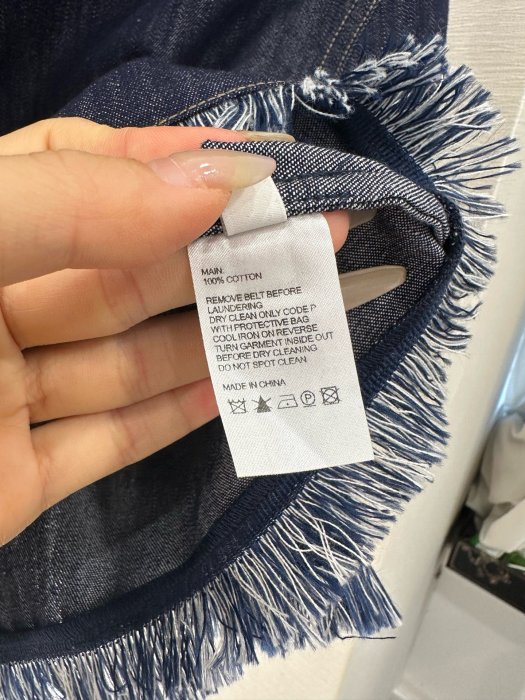 MAIN:
100% COTTON
REMOVE BELT BEFORE
LAUNDERING
DRY CLEAN ONLY CODE P
WITH PROTECTIVE BAG
COOL IRON ON REVERSE
TURN GARMENT INSIDE OUT
BEFORE DRY CLEANING
DO NOT SPOT CLEAN.
MADE IN CHINA
P